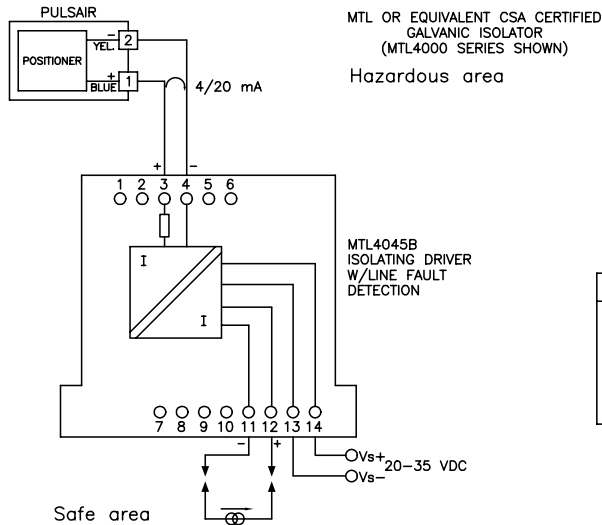 PULSAIR
MTL OR EQUIVALENT CSA CERTIFIED
GALVANIC ISOLATOR
(MTL4000 SERIES SHOWN)
Hazardous area
POSITIONER
- 2
YEL.
+ 1
BLUE
4/20 mA
+ -
1 2 3 4 5 6
I
I
MTL4045B
ISOLATING DRIVER
W/LINE FAULT
DETECTION
7 8 9 10 11 12 13 14
- +
Vs+
Vs-
20-35 VDC
Safe area